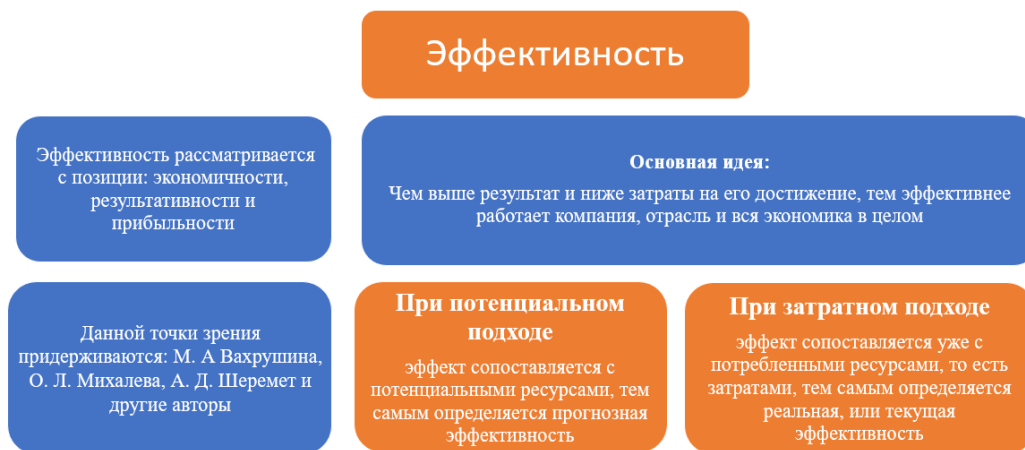 Эффективность
Эффективность рассматривается
с позиции: экономичности,
результативности и
прибыльности
Основная идея:
Чем выше результат и ниже затраты на его достижение, тем эффективнее
работает компания, отрасль и вся экономика в целом
Данной точки зрения
придерживаются: М. А Вахрушина,
О. Л. Михалева, А. Д. Шеремет и
другие авторы
При потенциальном
подходе
эффект сопоставляется с
потенциальными ресурсами, тем
самым определяется прогнозная
эффективность
При затратном подходе
эффект сопоставляется уже с
потребленными ресурсами, то есть
затратами, тем самым определяется
реальная, или текущая
эффективность